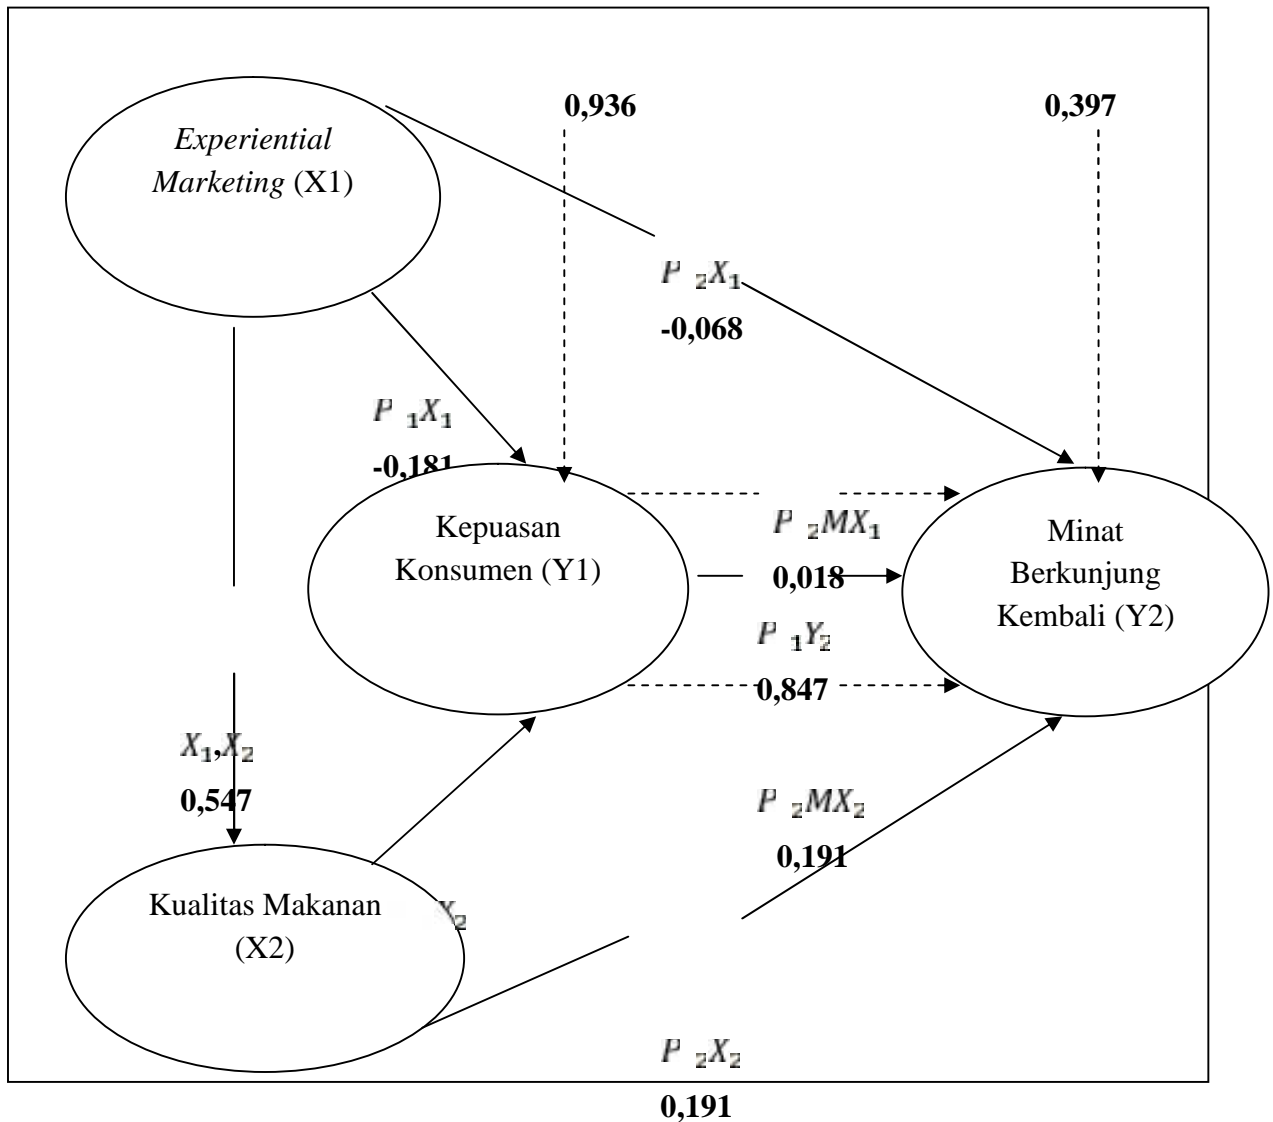 0,936
0,397
Experiential
Marketing (X1)
P ₂X₁
-0,068
P ₁X₁
-0,181
Kepuasan
Konsumen (Y1)
P ₂MX₁
0,018
P ₁Y₂
0,847
Minat
Berkunjung
Kembali (Y2)
X₁,X₂
0,547
P ₂MX₂
0,191
Kualitas Makanan
(X2)
X₂
P ₂X₂
0,191